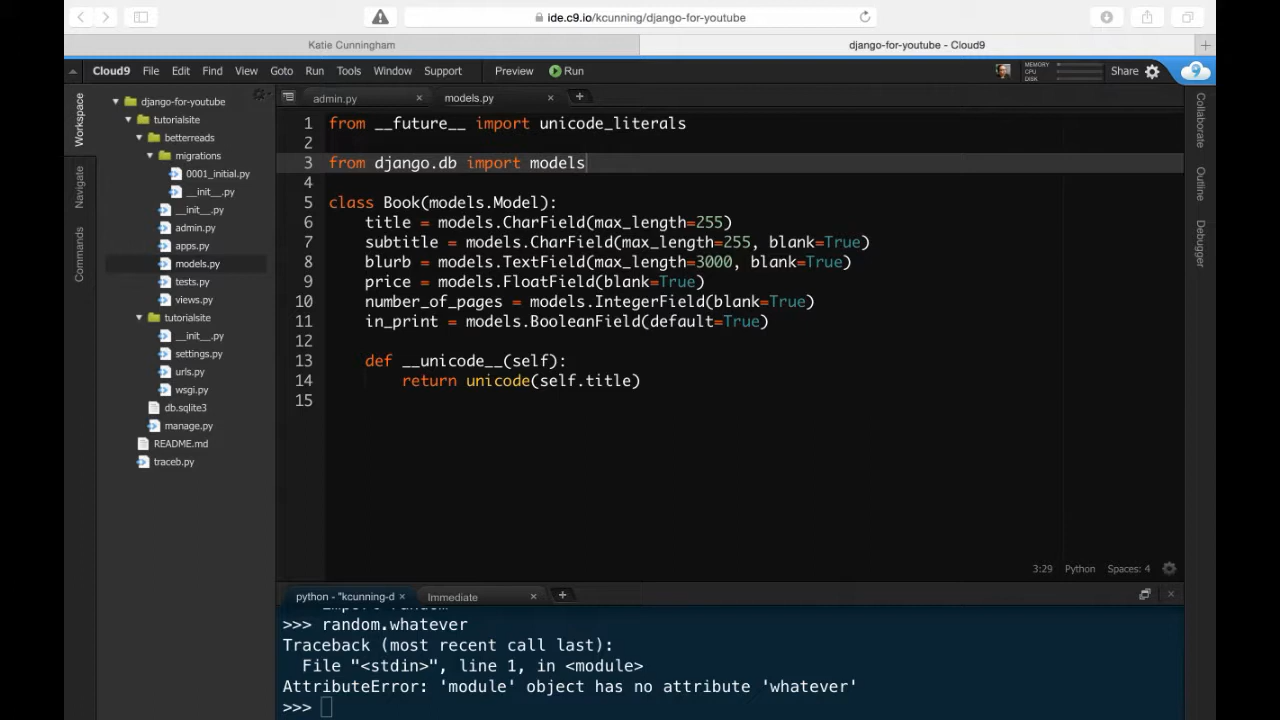 ide.c9.io/kcunning/django-for-youtube
Katie Cunningham
django-for-youtube - Cloud9
Cloud9 File Edit Find View Goto Run Tools Window Support Preview Run
MEMORY
CPU
DISK
Share
Workspace
Navigate
Commands
django-for-youtube
tutorialsite
betterreads
migrations
0001_initial.py
__init__.py
__init__.py
admin.py
apps.py
models.py
tests.py
views.py
tutorialsite
__init__.py
settings.py
urls.py
wsgi.py
db.sqlite3
manage.py
README.md
traceb.py
admin.py × models.py ×
1 from __future__ import unicode_literals
2
3 from django.db import models
4
5 class Book(models.Model):
6 title = models.CharField(max_length=255)
7 subtitle = models.CharField(max_length=255, blank=True)
8 blurb = models.TextField(max_length=3000, blank=True)
9 price = models.FloatField(blank=True)
10 number_of_pages = models.IntegerField(blank=True)
11 in_print = models.BooleanField(default=True)
12
13 def __unicode__(self):
14 return unicode(self.title)
15
3:29 Python Spaces: 4
Collaborate
Outline
Debugger
python - "kcunning-d × Immediate ×
>>> random.whatever
Traceback (most recent call last):
File "<stdin>", line 1, in <module>
AttributeError: 'module' object has no attribute 'whatever'
>>>